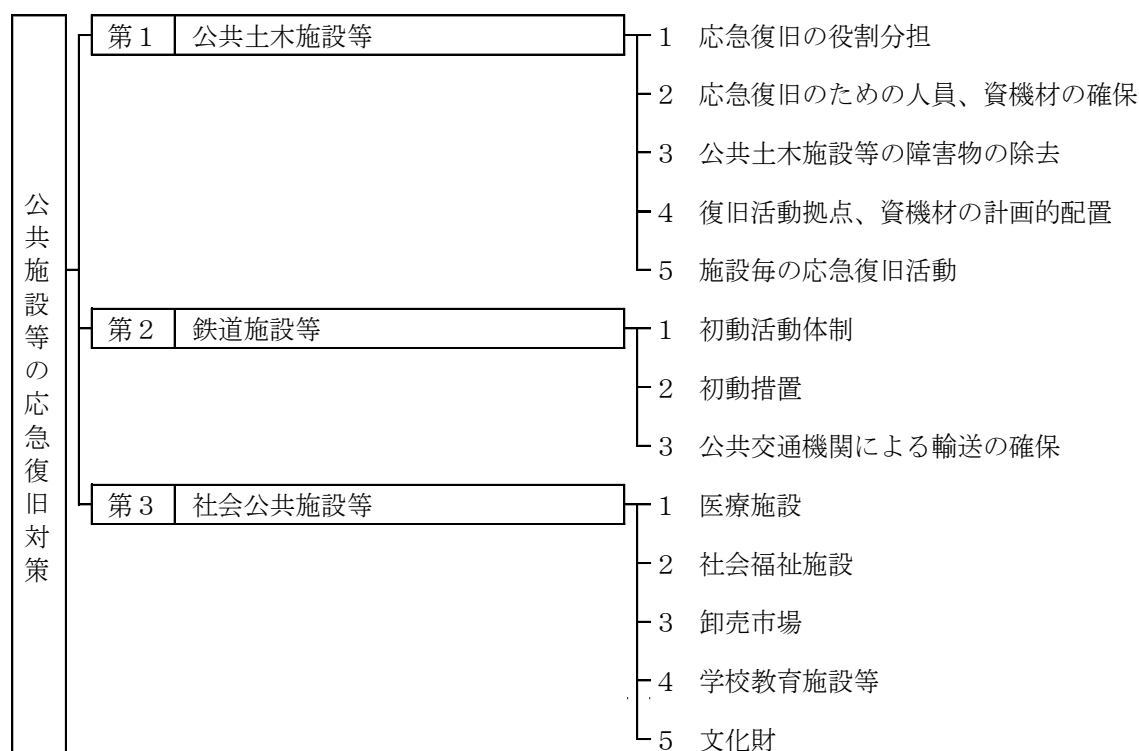 公共施設等の応急復旧対策
第１ 公共土木施設等
１ 応急復旧の役割分担
２ 応急復旧のための人員、資機材の確保
３ 公共土木施設等の障害物の除去
４ 復旧活動拠点、資機材の計画的配置
５ 施設毎の応急復旧活動
第２ 鉄道施設等
１ 初動活動体制
２ 初動措置
３ 公共交通機関による輸送の確保
第３ 社会公共施設等
１ 医療施設
２ 社会福祉施設
３ 卸売市場
４ 学校教育施設等
５ 文化財